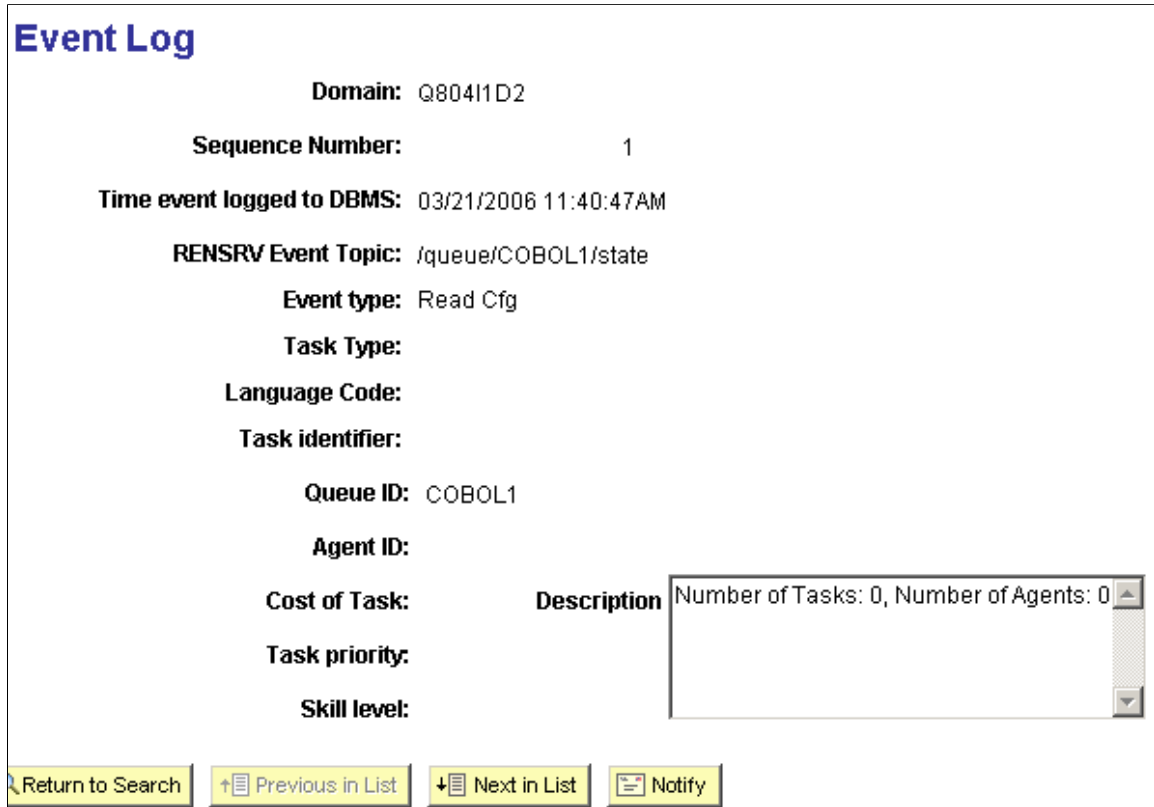 Event Log
Domain: Q804I1D2
Sequence Number: 1
Time event logged to DBMS: 03/21/2006 11:40:47AM
RENSRV Event Topic: /queue/COBOL1/state
Event type: Read Cfg
Task Type:
Language Code:
Task identifier:
Queue ID: COBOL1
Agent ID:
Cost of Task: Description Number of Tasks: 0, Number of Agents: 0
Task priority:
Skill level:
Return to Search Previous in List Next in List Notify